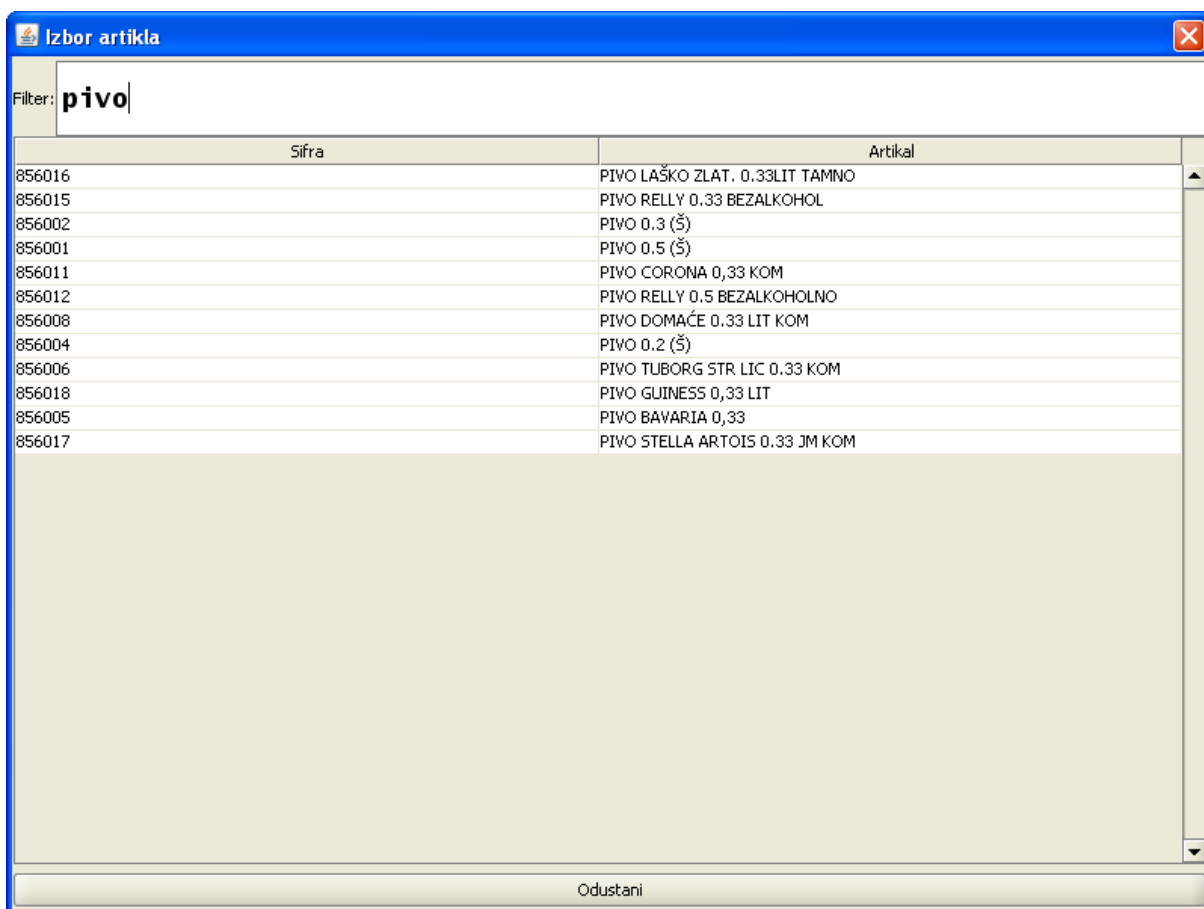 Izbor artikla
Filter: pivo
Sifra Artikal
856016 PIVO LAŠKO ZLAT. 0.33LIT TAMNO
856015 PIVO RELLY 0.33 BEZALKOHOL
856002 PIVO 0.3 (Š)
856001 PIVO 0.5 (Š)
856011 PIVO CORONA 0,33 KOM
856012 PIVO RELLY 0.5 BEZALKOHOLNO
856008 PIVO DOMAĆE 0.33 LIT KOM
856004 PIVO 0.2 (Š)
856006 PIVO TUBORG STR LIC 0.33 KOM
856018 PIVO GUINESS 0,33 LIT
856005 PIVO BAVARIA 0,33
856017 PIVO STELLA ARTOIS 0.33 JM KOM
Odustani